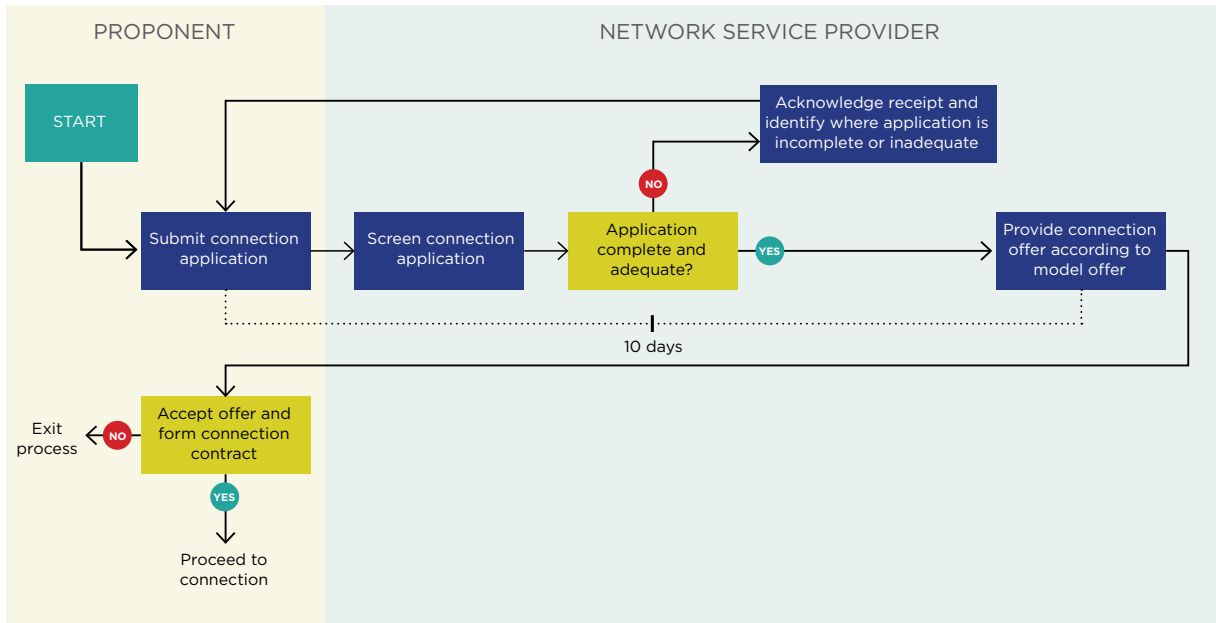 PROPONENT
NETWORK SERVICE PROVIDER
START
Acknowledge receipt and
identify where application is
incomplete or inadequate
NO
Submit connection
application
Screen connection
application
Application
complete and
adequate?
YES
Provide connection
offer according to
model offer
10 days
Accept offer and
form connection
contract
NO
Exit
process
YES
Proceed to
connection